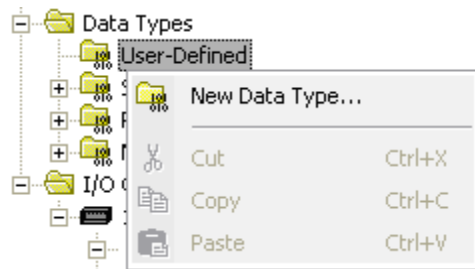 Data Types
User-Defined
New Data Type...
Cut Ctrl+X
I/O
Copy Ctrl+C
Paste Ctrl+V